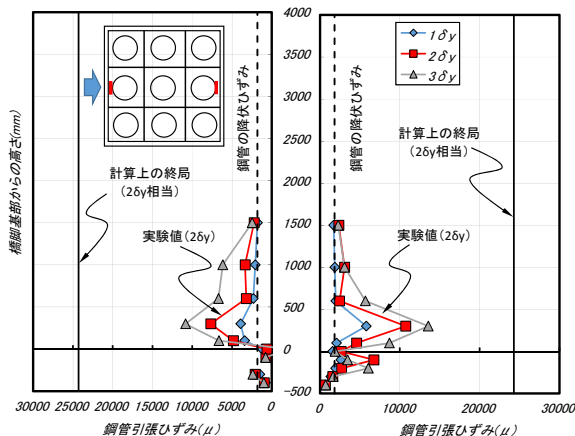 橋脚基部からの高さ(mm)
計算上の終局
(2δy相当)
実験値(2δy)
鋼管の降伏ひずみ
30000 25000 20000 15000 10000 5000 0
鋼管引張ひずみ(μ)
4000
3500
3000
2500
2000
1500
1000
500
0
-500
1δy
2δy
3δy
鋼管の降伏ひずみ
計算上の終局
(2δy相当)
実験値(2δy)
0 10000 20000 30000
鋼管引張ひずみ(μ)